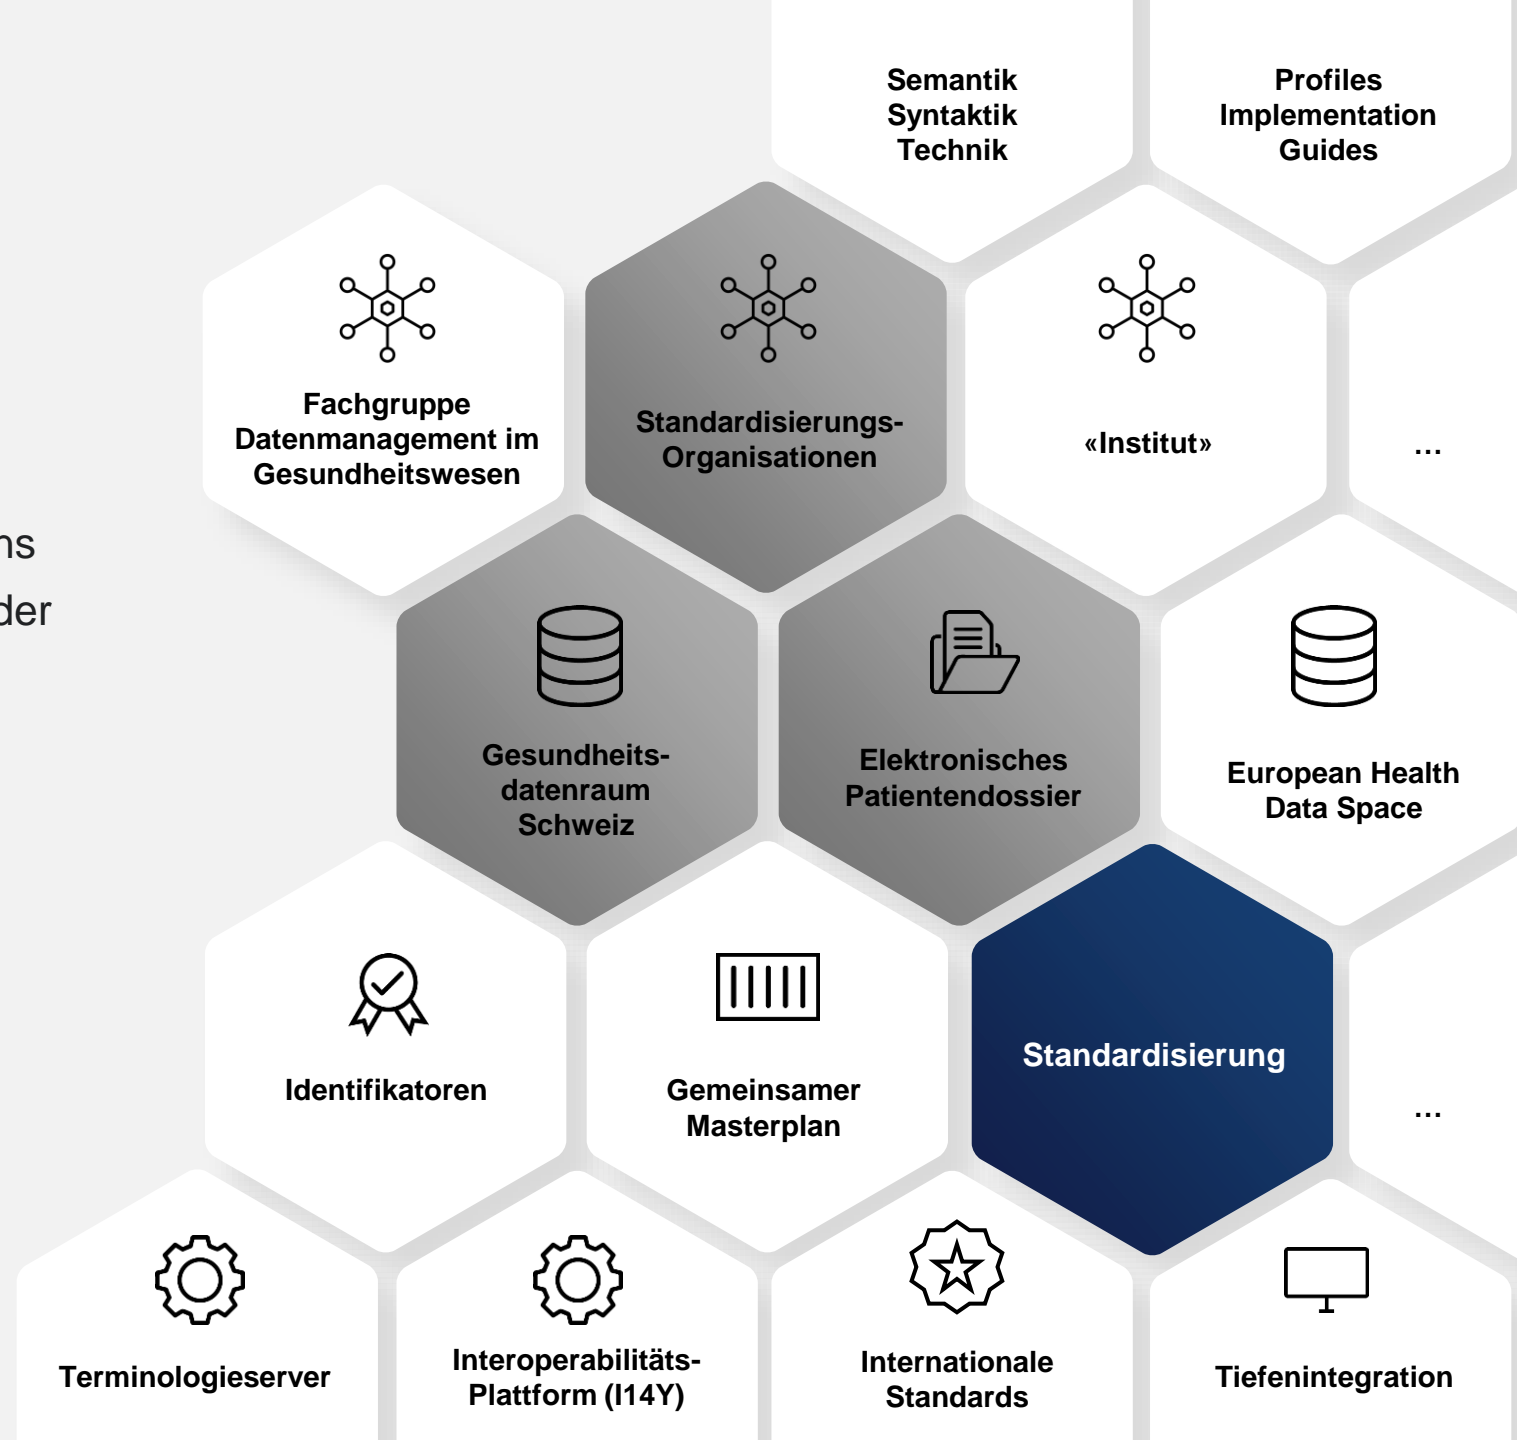 Semantik
Syntaktik
Technik
Profiles
Implementation
Guides
Fachgruppe
Datenmanagement im
Gesundheitswesen
Standardisierungs-
Organisationen
«Institut»
...
der
Gesundheits-
datenraum
Schweiz
Elektronisches
Patientendossier
European Health
Data Space
Identifikatoren
Gemeinsamer
Masterplan
Standardisierung
...
Terminologieserver
Interoperabilitäts-
Plattform (I14Y)
Internationale
Standards
Tiefenintegration